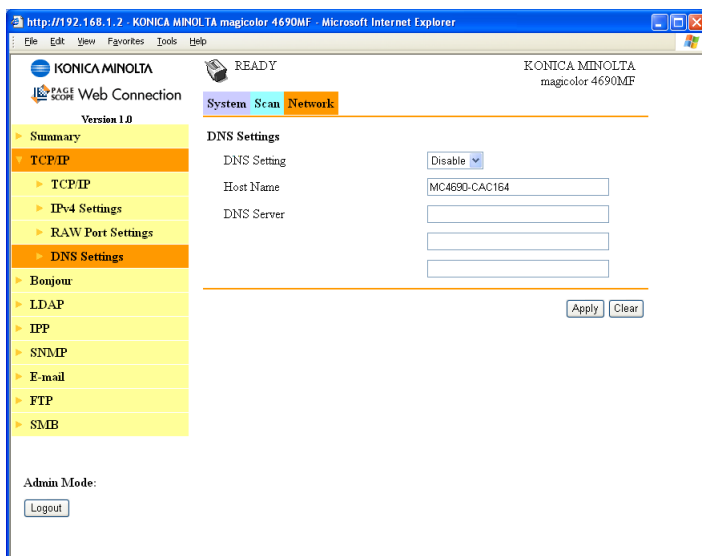 http://192.168.1.2 - KONICA MINOLTA magicolor 4690MF - Microsoft Internet Explorer
File Edit View Favorites Tools Help
KONICA MINOLTA
PAGE SCOPE Web Connection
Version 1.0
READY
KONICA MINOLTA
magicolor 4690MF
System Scan Network
Summary
TCP/IP
TCP/IP
IPv4 Settings
RAW Port Settings
DNS Settings
Bonjour
LDAP
IPP
SNMP
E-mail
FTP
SMB
Admin Mode:
Logout
DNS Settings
DNS Setting Disable
Host Name MC4690-CAC164
DNS Server
Apply Clear